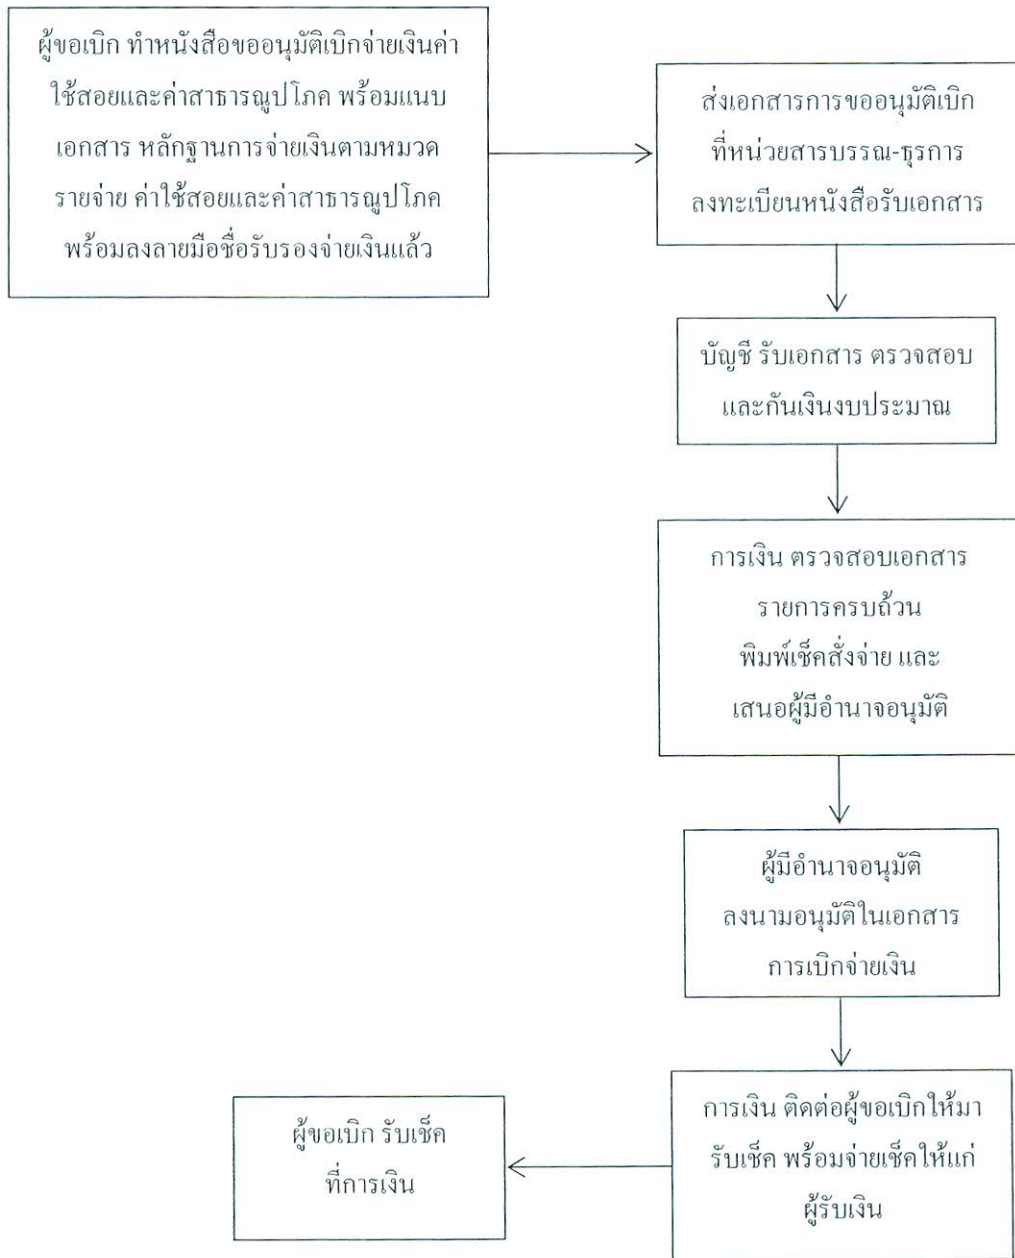 ผู้ขอเบิก ทำหนังสือขออนุมัติเบิกจ่ายเงินค่า
ใช้สอยและค่าสาธารณูปโภค พร้อมแนบ
เอกสาร หลักฐานการจ่ายเงินตามหมวด
รายจ่าย ค่าใช้สอยและค่าสาธารณูปโภค
พร้อมลงลายมือชื่อรับรองจ่ายเงินแล้ว
ส่งเอกสารการขออนุมัติเบิก
ที่หน่วยสารบรรณ-ธุรการ
ลงทะเบียนหนังสือรับเอกสาร
บัญชี รับเอกสาร ตรวจสอบ
และกันเงินงบประมาณ
การเงิน ตรวจสอบเอกสาร
รายการครบถ้วน
พิมพ์เช็คสั่งจ่าย และ
เสนอผู้มีอำนาจอนุมัติ
ผู้มีอำนาจอนุมัติ
ลงนามอนุมัติในเอกสาร
การเบิกจ่ายเงิน
การเงิน ติดต่อผู้ขอเบิกให้มา
รับเช็ค พร้อมจ่ายเช็คให้แก่
ผู้รับเงิน
ผู้ขอเบิก รับเช็ค
ที่การเงิน